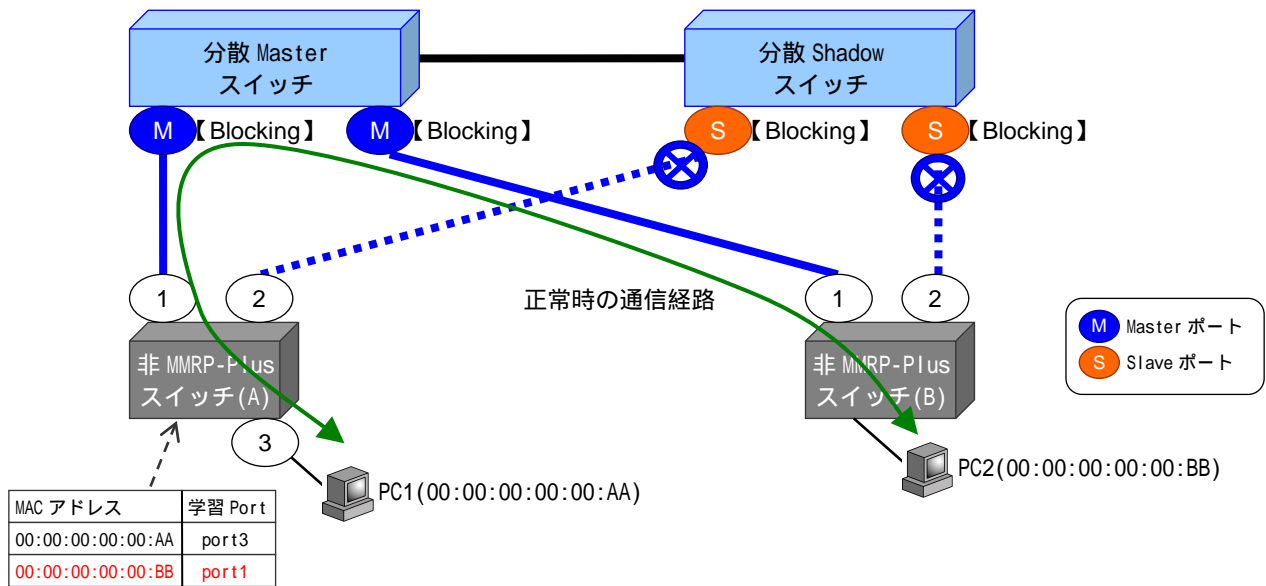 分散 Master
スイッチ
分散 Shadow
スイッチ
M 【Blocking】 M 【Blocking】 S 【Blocking】 S 【Blocking】
1 2 正常時の通信経路 1 2
M Master ポート
S Slave ポート
非 MMRP-Plus
スイッチ(A)
非 MMRP-Plus
スイッチ(B)
3
PC1(00:00:00:00:00:AA)
PC2(00:00:00:00:00:BB)
MAC アドレス 学習 Port
00:00:00:00:00:AA port3
00:00:00:00:00:BB port1